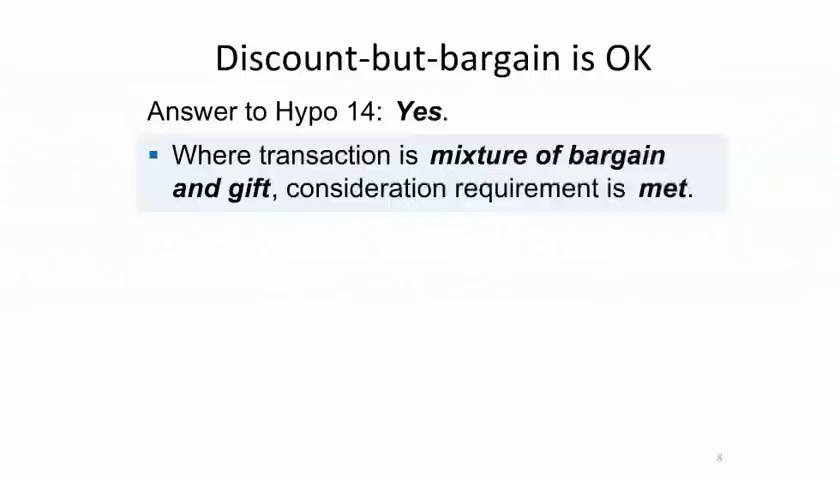 Discount-but-bargain is OK
Answer to Hypo 14: Yes.
▪ Where transaction is mixture of bargain
and gift, consideration requirement is met.
8